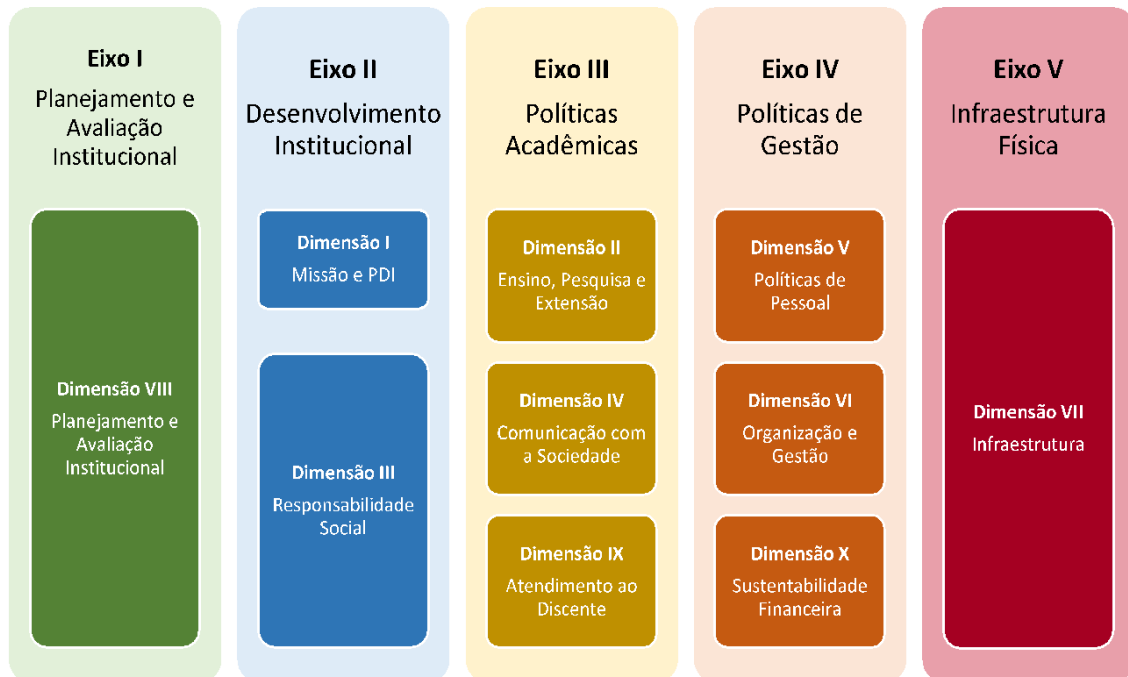 Eixo I
Planejamento e
Avaliação
Institucional
Dimensão VIII
Planejamento e
Avaliação
Institucional
Eixo II
Desenvolvimento
Institucional
Dimensão I
Missão e PDI
Dimensão III
Responsabilidade
Social
Eixo III
Políticas
Acadêmicas
Dimensão II
Ensino, Pesquisa e
Extensão
Dimensão IV
Comunicação com
a Sociedade
Dimensão IX
Atendimento ao
Discente
Eixo IV
Políticas de
Gestão
Dimensão V
Políticas de
Pessoal
Dimensão VI
Organização e
Gestão
Dimensão X
Sustentabilidade
Financeira
Eixo V
Infraestrutura
Física
Dimensão VII
Infraestrutura